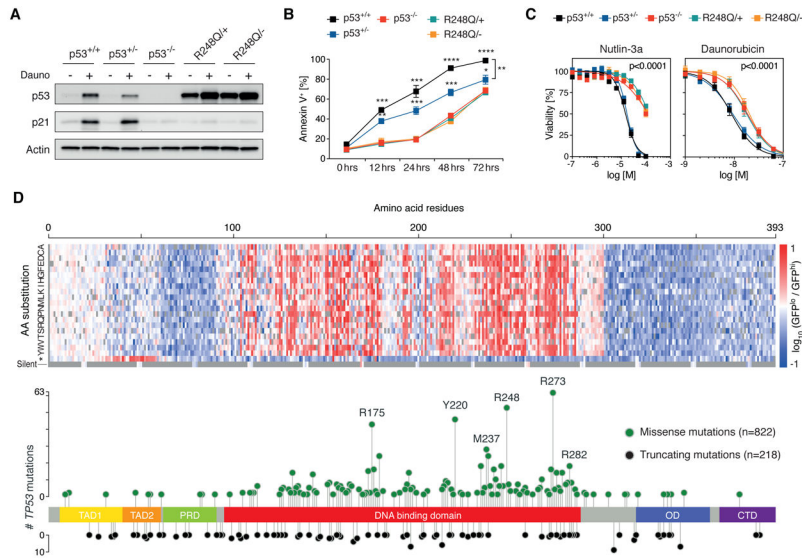 A
p53+/+ p53+/- p53-/- R248Q/+ R248Q/-
Dauno - + - + - + - + - +
p53
p21
Actin
B
p53+/+ p53-/- R248Q/+
p53+/- R248Q/-
Annexin V+ [%]
100
80
60
40
20
0
0 hrs 12 hrs 24 hrs 48 hrs 72 hrs
*** *** **** ****
** *** *** *
**
C
p53+/+ p53+/- p53-/- R248Q/+ R248Q/-
Nutlin-3a Daunorubicin
p<0.0001 p<0.0001
Viability [%]
100
75
50
25
0
-7 -6 -5 -4 -3
-9 -8 -7
log [M] log [M]
D
Amino acid residues
0 100 200 300 393
AA substitution
*YWVTSRQPNMLKIHGFEDCA
Silent
1
-1
log10 (GFPlo / GFPhi)
# TP53 mutations
63
0
0
10
R175
Y220
M237
R248
R273
R282
Missense mutations (n=822)
Truncating mutations (n=218)
TAD1 TAD2 PRD DNA binding domain OD CTD